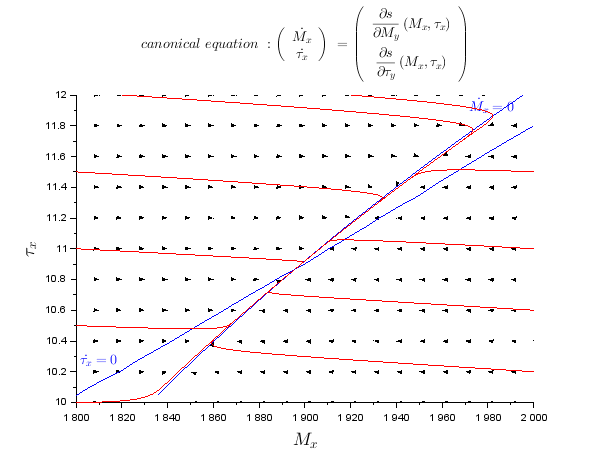 canonical equation : ( Ṁₓ τ̇ₓ ) = ( ∂s/∂M_y (Mₓ, τₓ) ∂s/∂τ_y (Mₓ, τₓ) )
12
Ṁₓ = 0
11.8
11.6
11.4
11.2
τₓ
11
10.8
10.6
10.4
τ̇ₓ = 0
10.2
10
1 800 1 820 1 840 1 860 1 880 1 900 1 920 1 940 1 960 1 980 2 000
Mₓ